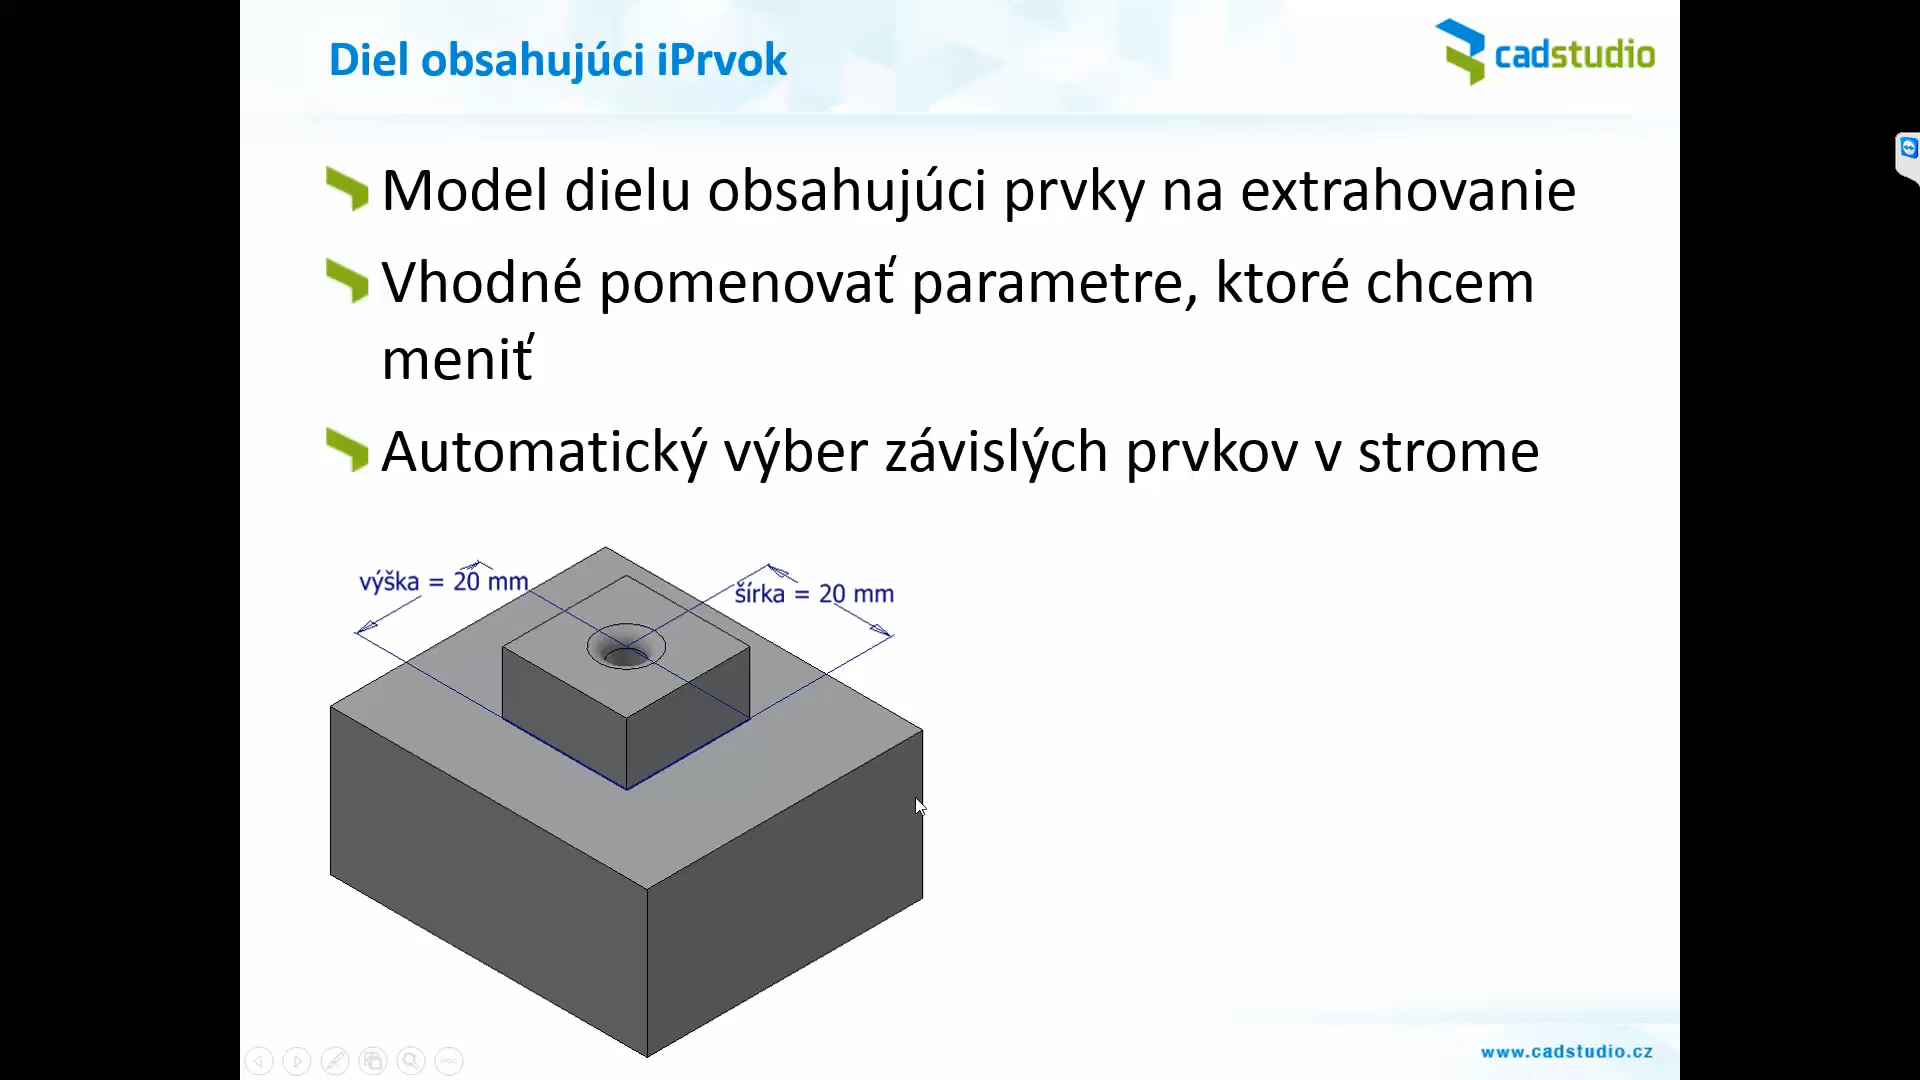 Diel obsahujúci iPrvok
cadstudio
Model dielu obsahujúci prvky na extrahovanie
Vhodné pomenovať parametre, ktoré chcem
meniť
Automatický výber závislých prvkov v strome
výška = 20 mm
šírka = 20 mm
www.cadstudio.cz